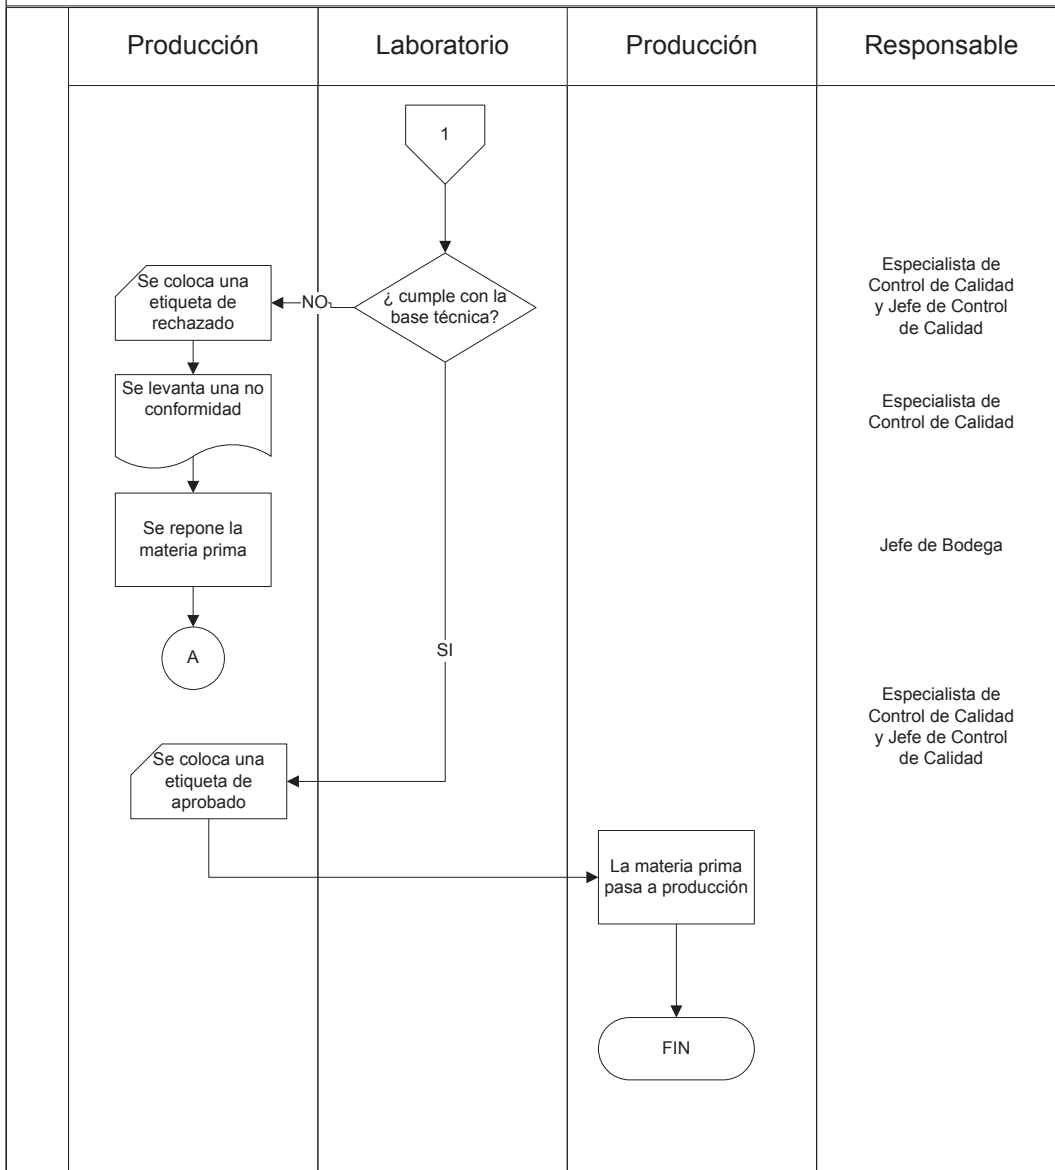 Producción
Laboratorio
Producción
Responsable
1
¿ cumple con la
base técnica?
NO
Se coloca una
etiqueta de
rechazado
Especialista de
Control de Calidad
y Jefe de Control
de Calidad
Se levanta una no
conformidad
Especialista de
Control de Calidad
Se repone la
materia prima
Jefe de Bodega
A
SI
Especialista de
Control de Calidad
y Jefe de Control
de Calidad
Se coloca una
etiqueta de
aprobado
La materia prima
pasa a producción
FIN